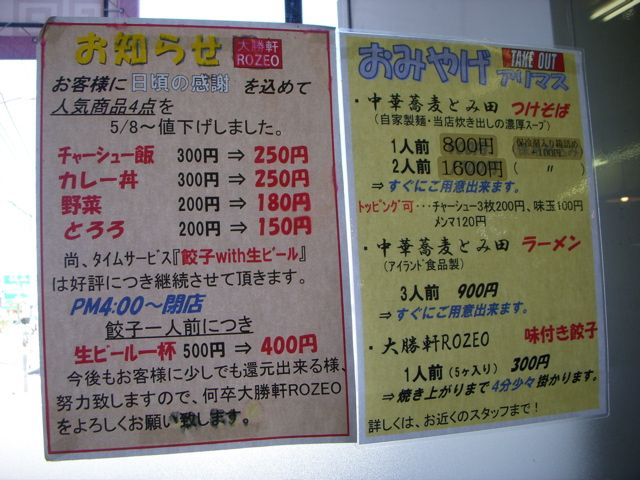 お知らせ 大勝軒 ROZEO
お客様に日頃の感謝を込めて
人気商品4点を
5/8～値下げしました。
チャーシュー飯 300円 ⇒ 250円
カレー丼 300円 ⇒ 250円
野菜 200円 ⇒ 180円
とろろ 200円 ⇒ 150円
尚、タイムサービス『餃子with生ビール』
は好評につき継続させて頂きます。
PM4:00～閉店
餃子一人前につき
生ビール一杯 500円 ⇒ 400円
今後もお客様に少しでも還元出来る様、
努力致しますので、何卒大勝軒ROZEO
をよろしくお願い致します。
おみやげ TAKE OUT アリマス
・中華蕎麦とみ田 つけそば
(自家製麺・当店炊き出しの濃厚スープ)
1人前 800円 (保冷剤入り箱詰め +100円)
2人前 1600円 ( 〃 )
⇒すぐにご用意出来ます。
トッピング可・・・チャーシュー3枚200円、味玉100円
メンマ120円
・中華蕎麦とみ田 ラーメン
(アイランド食品製)
3人前 900円
⇒すぐにご用意出来ます。
・大勝軒ROZEO 味付き餃子
1人前(5ヶ入り) 300円
⇒焼き上がりまで4分少々掛かります。
詳しくは、お近くのスタッフまで！